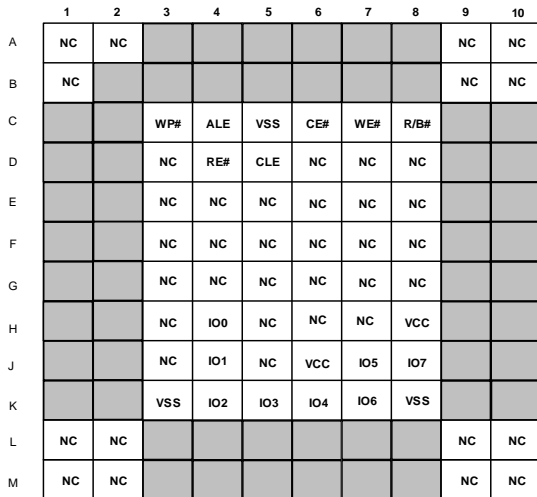 1 2 3 4 5 6 7 8 9 10
A NC NC NC NC
B NC NC NC
C WP# ALE VSS CE# WE# R/B#
D NC RE# CLE NC NC NC
E NC NC NC NC NC NC
F NC NC NC NC NC NC
G NC NC NC NC NC NC
H NC IO0 NC NC NC VCC
J NC IO1 NC VCC IO5 IO7
K VSS IO2 IO3 IO4 IO6 VSS
L NC NC NC NC
M NC NC NC NC